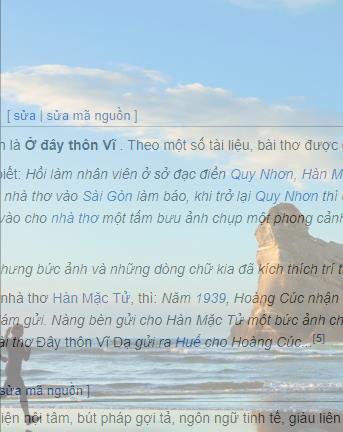 [ sửa | sửa mã nguồn ]
là Ở đây thôn Vĩ . Theo một số tài liệu, bài thơ được
biết: Hồi làm nhân viên ở sở đạc điền Quy Nhơn, Hàn M
nhà thơ vào Sài Gòn làm báo, khi trở lại Quy Nhơn thì
vào cho nhà thơ một tấm bưu ảnh chụp một phong cảnh
hưng bức ảnh và những dòng chữ kia đã kích thích trí t
nhà thơ Hàn Mặc Tử, thì: Năm 1939, Hoàng Cúc nhận
ám gửi. Nàng bèn gửi cho Hàn Mặc Tử một bức ảnh ch
thơ Đây thôn Vĩ Dạ gửi ra Huế cho Hoàng Cúc... [5]
sửa mã nguồn ]
iện nội tâm, bút pháp gợi tả, ngôn ngữ tinh tế, giàu liên